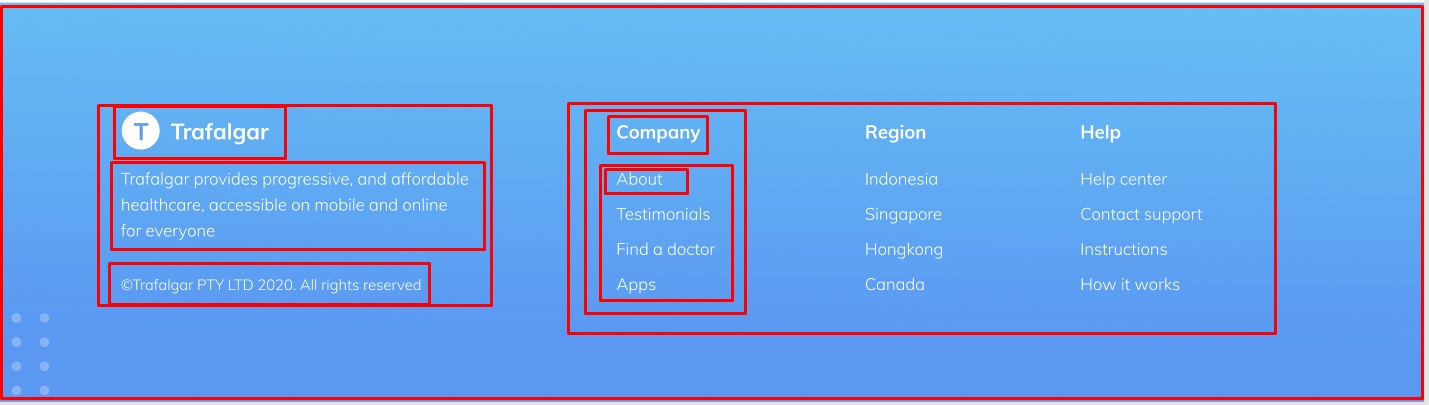 T Trafalgar
Trafalgar provides progressive, and affordable
healthcare, accessible on mobile and online
for everyone
©Trafalgar PTY LTD 2020. All rights reserved
Company
About
Testimonials
Find a doctor
Apps
Region
Indonesia
Singapore
Hongkong
Canada
Help
Help center
Contact support
Instructions
How it works